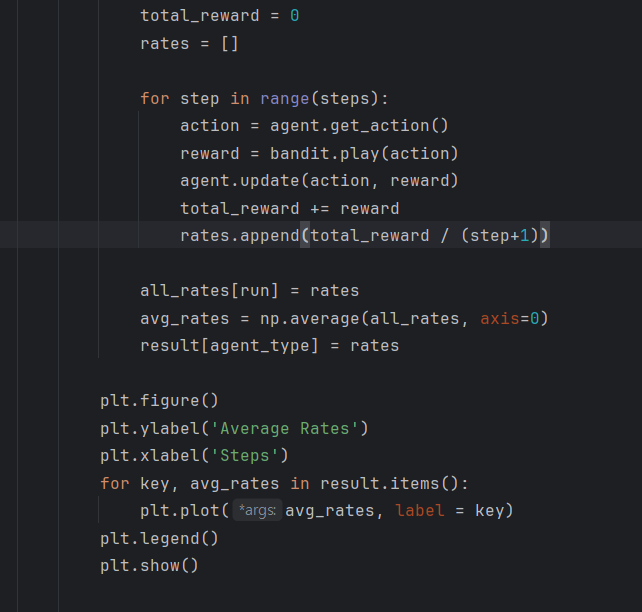 total_reward = 0
rates = []
for step in range(steps):
action = agent.get_action()
reward = bandit.play(action)
agent.update(action, reward)
total_reward += reward
rates.append(total_reward / (step+1))
all_rates[run] = rates
avg_rates = np.average(all_rates, axis=0)
result[agent_type] = rates
plt.figure()
plt.ylabel('Average Rates')
plt.xlabel('Steps')
for key, avg_rates in result.items():
plt.plot( *args: avg_rates, label = key)
plt.legend()
plt.show()